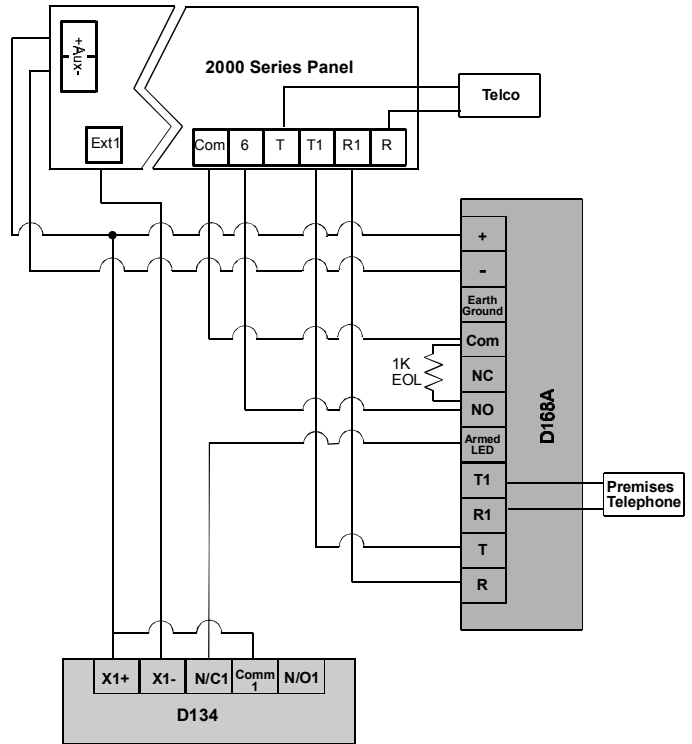 +Aux-
2000 Series Panel
Telco
Ext1
Com
6
T
T1
R1
R
+
-
Earth
Ground
Com
1K
EOL
NC
NO
D168A
Armed
LED
T1
Premises
Telephone
R1
T
R
X1+
X1-
N/C1
Comm
1
N/O1
D134